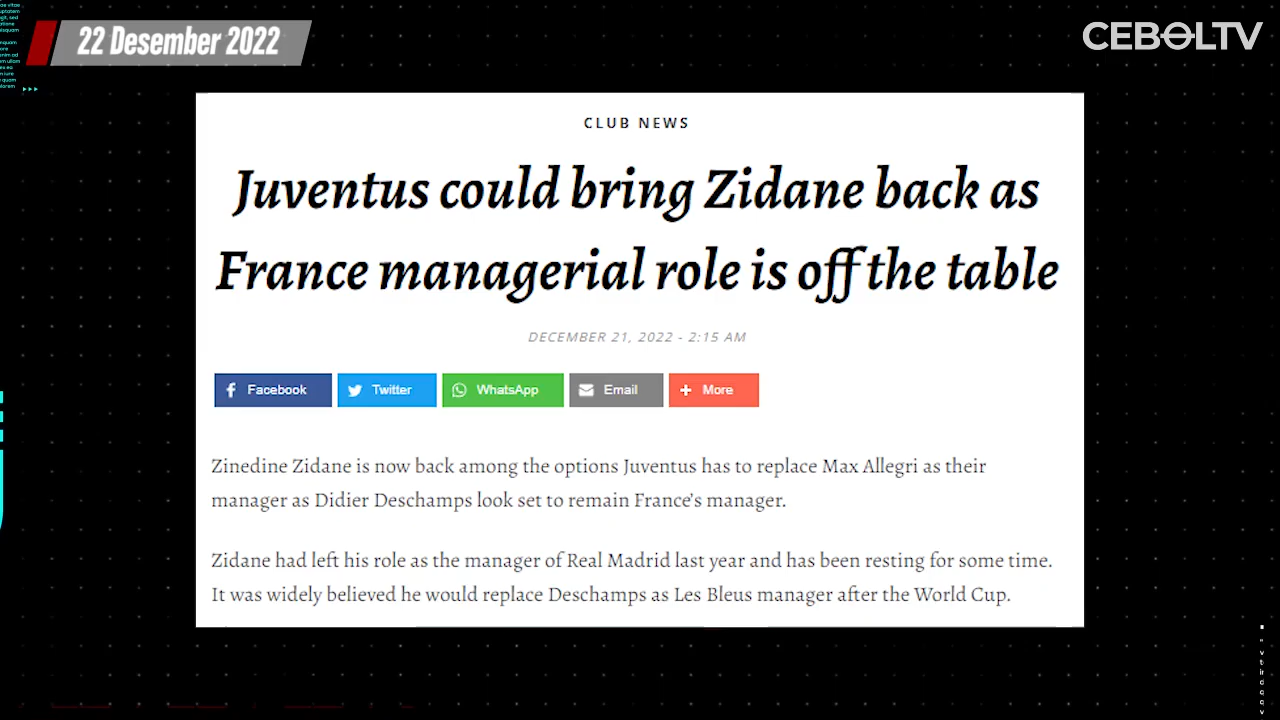 22 Desember 2022
CEBOLTV
CLUB NEWS
Juventus could bring Zidane back as
France managerial role is off the table
DECEMBER 21, 2022 - 2:15 AM
Facebook
Twitter
WhatsApp
Email
More
Zinedine Zidane is now back among the options Juventus has to replace Max Allegri as their
manager as Didier Deschamps look set to remain France's manager.
Zidane had left his role as the manager of Real Madrid last year and has been resting for some time.
It was widely believed he would replace Deschamps as Les Bleus manager after the World Cup.